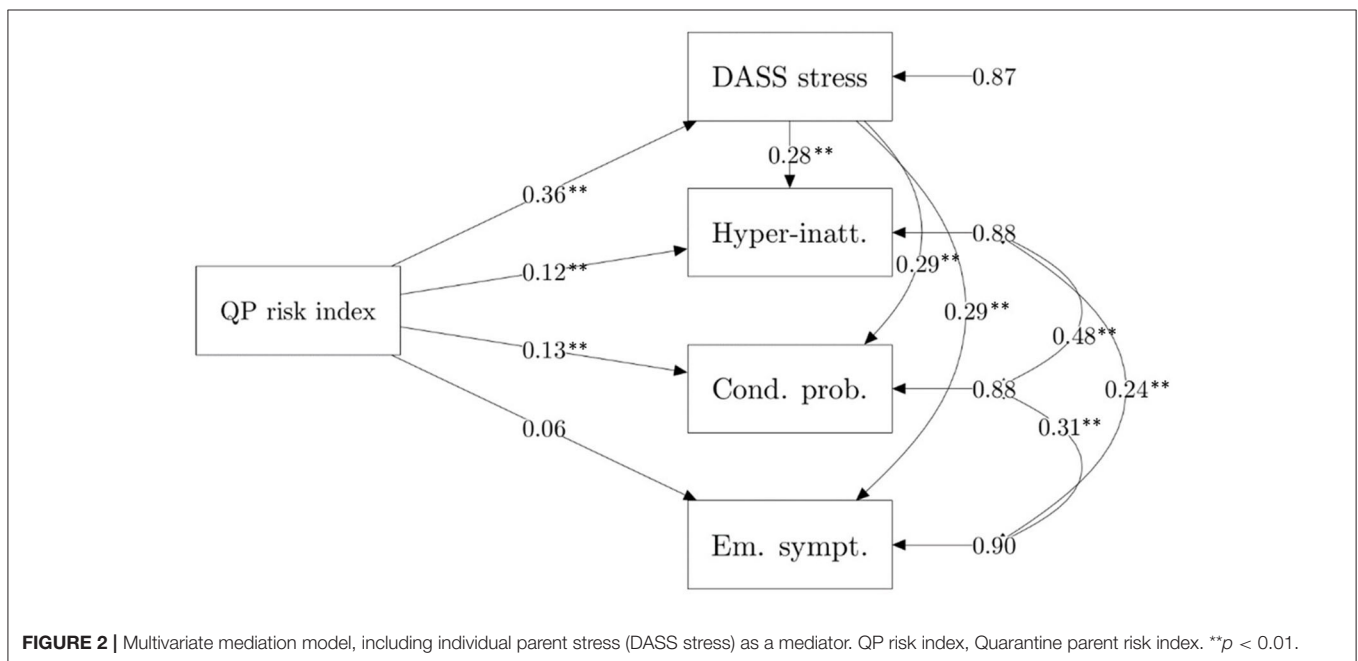 DASS stress
0.87
0.28**
0.36**
Hyper-inatt.
0.88
0.12**
0.29**
QP risk index
0.29**
0.48**
0.13**
Cond. prob.
0.88
0.24**
0.06
0.31**
Em. sympt.
0.90
FIGURE 2 | Multivariate mediation model, including individual parent stress (DASS stress) as a mediator. QP risk index, Quarantine parent risk index. **p < 0.01.